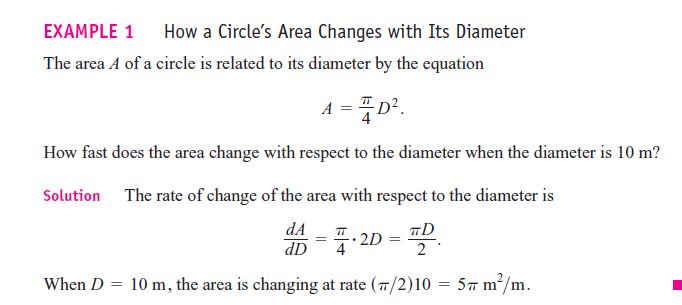 EXAMPLE 1 How a Circle's Area Changes with Its Diameter
The area A of a circle is related to its diameter by the equation
A = π/4 D².
How fast does the area change with respect to the diameter when the diameter is 10 m?
Solution The rate of change of the area with respect to the diameter is
dA/dD = π/4 · 2D = πD/2.
When D = 10 m, the area is changing at rate (π/2)10 = 5π m²/m.